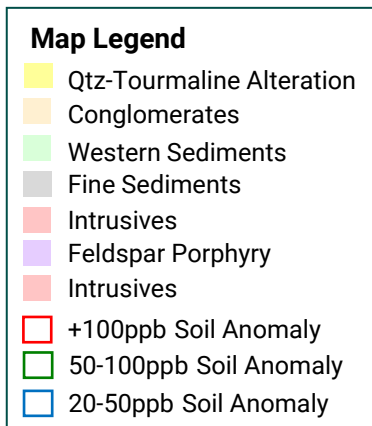 Map Legend
Qtz-Tourmaline Alteration
Conglomerates
Western Sediments
Fine Sediments
Intrusives
Feldspar Porphyry
Intrusives
+100ppb Soil Anomaly
50-100ppb Soil Anomaly
20-50ppb Soil Anomaly